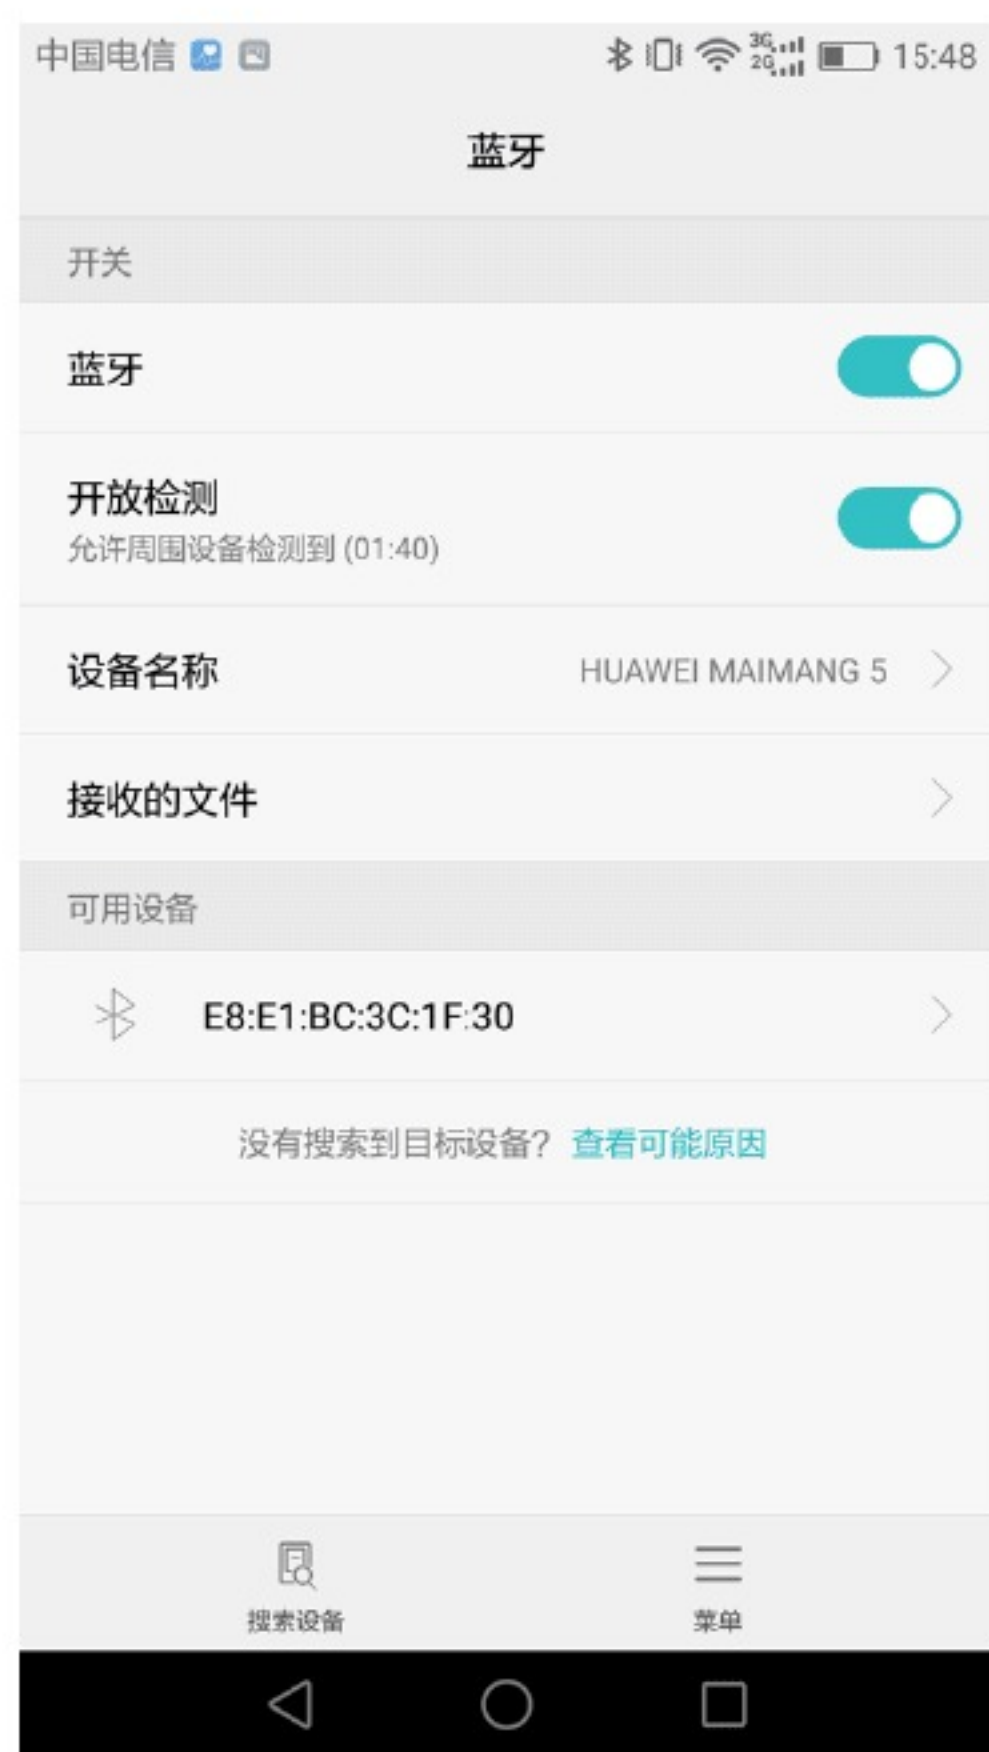 中国电信 3G 2G 15:48
蓝牙
开关
蓝牙
开放检测
允许周围设备检测到 (01:40)
设备名称 HUAWEI MAIMANG 5
接收的文件
可用设备
E8:E1:BC:3C:1F:30
没有搜索到目标设备? 查看可能原因
搜索设备 菜单